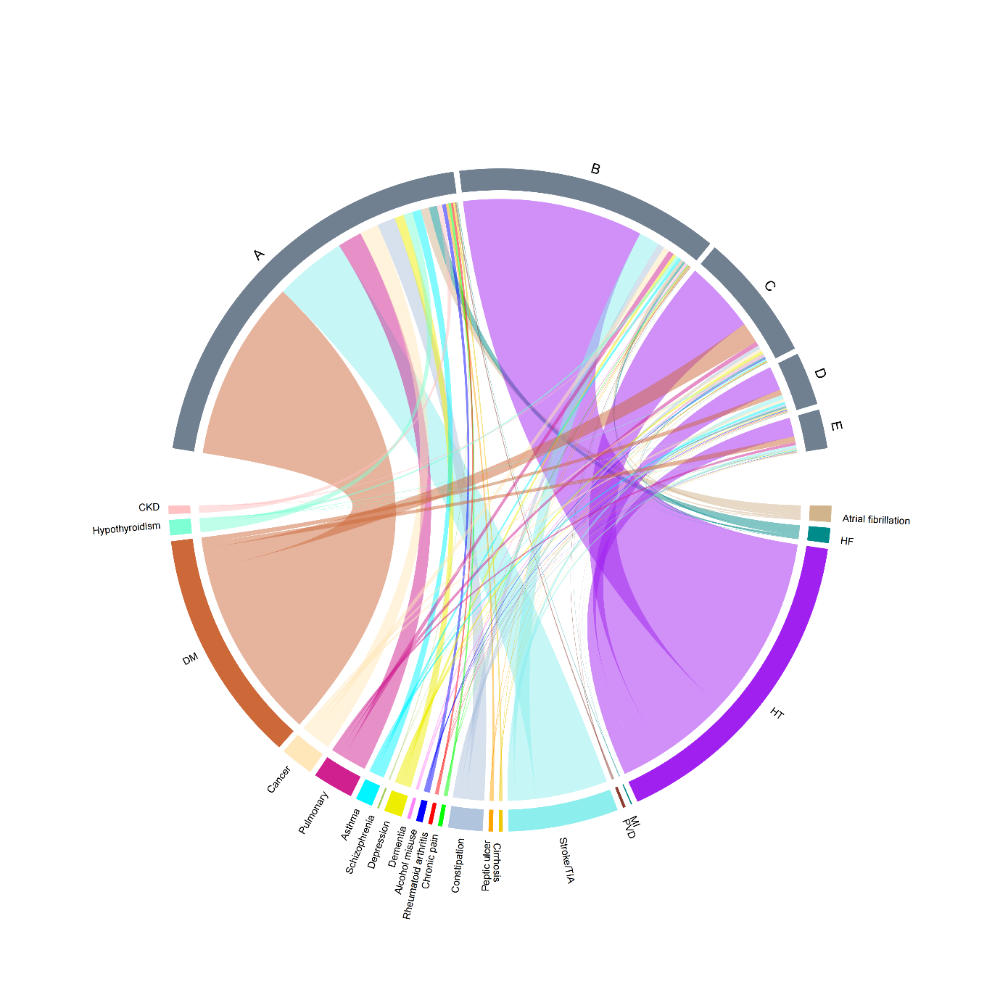 A
B
C
D
E
CKD
Hypothyroidism
DM
Cancer
Pulmonary
Asthma
Schizophrenia
Depression
Dementia
Alcohol misuse
Rheumatoid arthritis
Chronic pain
Constipation
Peptic ulcer
Cirrhosis
Stroke/TIA
PVD
MI
HT
HF
Atrial fibrillation